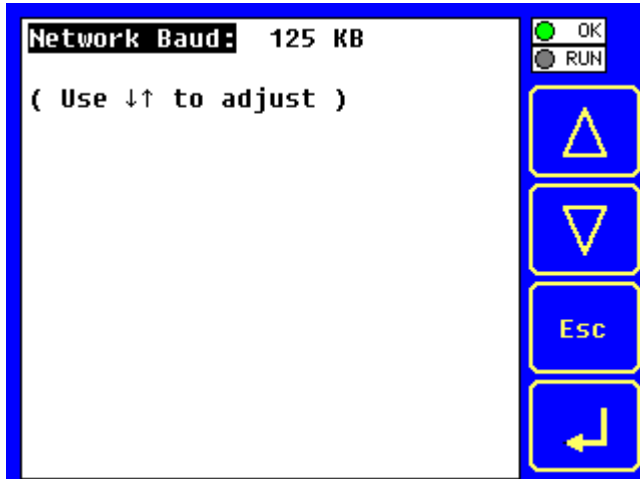 Network Baud: 125 KB
( Use ↓↑ to adjust )
OK
RUN
Esc